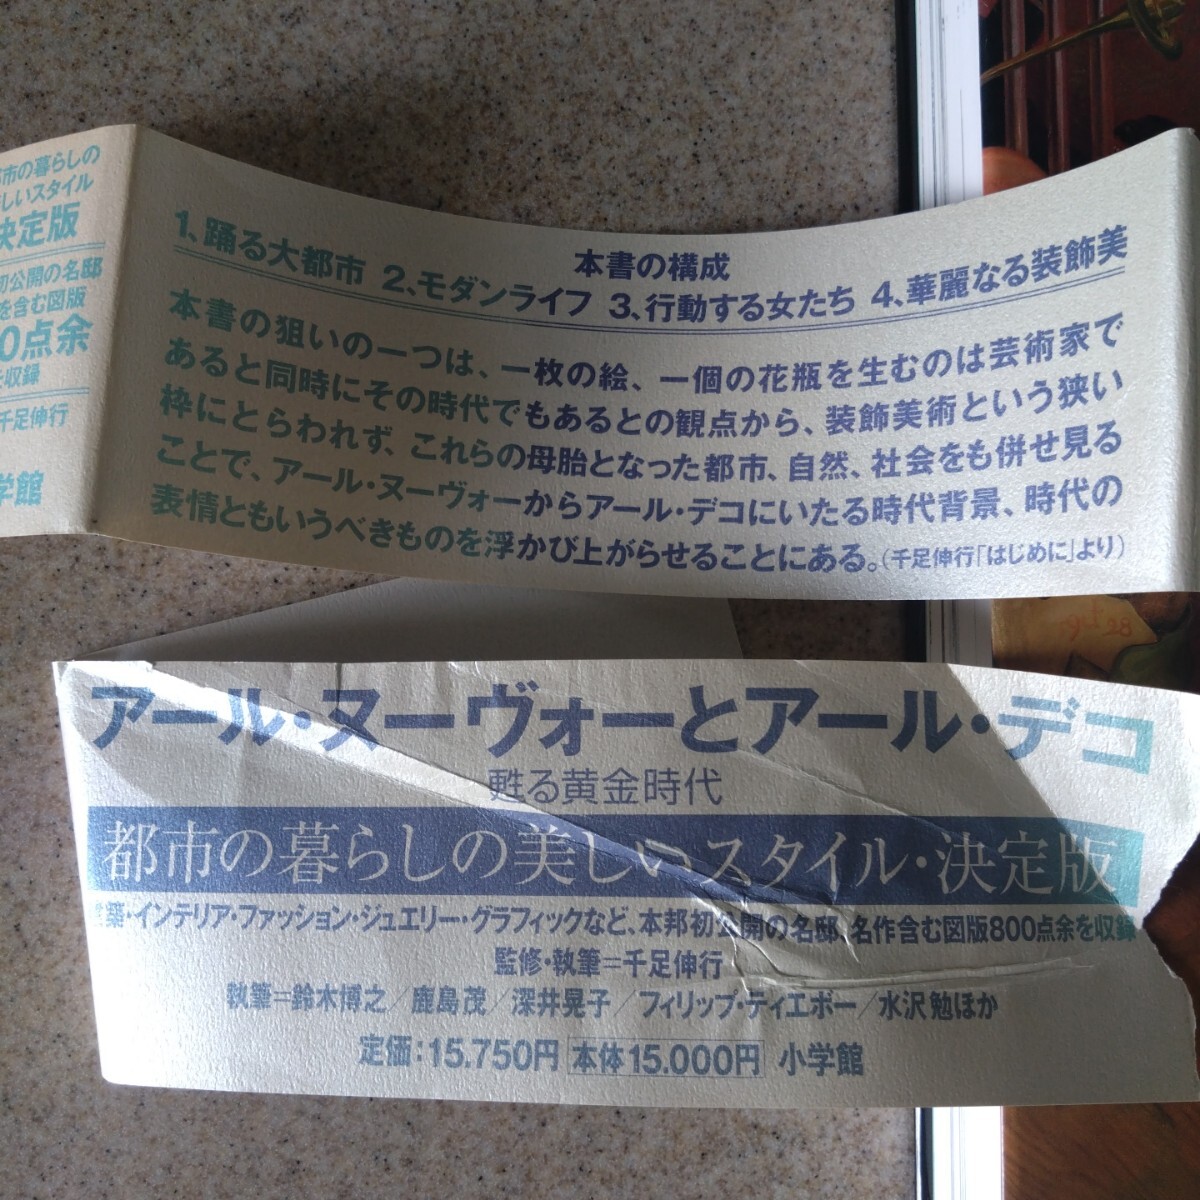 市の暮らしの
しいスタイル
決定版
初公開の名邸
を含む図版
0点余
収録
千足伸行
学館
本書の構成
1、踊る大都市 2、モダンライフ 3、行動する女たち 4、華麗なる装飾美
本書の狙いの一つは、一枚の絵、一個の花瓶を生むのは芸術家で
あると同時にその時代でもあるとの観点から、装飾美術という狭い
枠にとらわれず、これらの母胎となった都市、自然、社会をも併せ見る
ことで、アール・ヌーヴォーからアール・デコにいたる時代背景、時代の
表情ともいうべきものを浮かび上がらせることにある。(千足伸行「はじめに」より)
アール・ヌーヴォーとアール・デコ
甦る黄金時代
都市の暮らしの美しいスタイル・決定版
建築・インテリア・ファッション・ジュエリー・グラフィックなど、本邦初公開の名邸、名作含む図版800点余を収録
監修・執筆=千足伸行
執筆=鈴木博之/鹿島茂/深井晃子/フィリップ・ティエボー/水沢勉ほか
定価:15.750円 本体15.000円 小学館